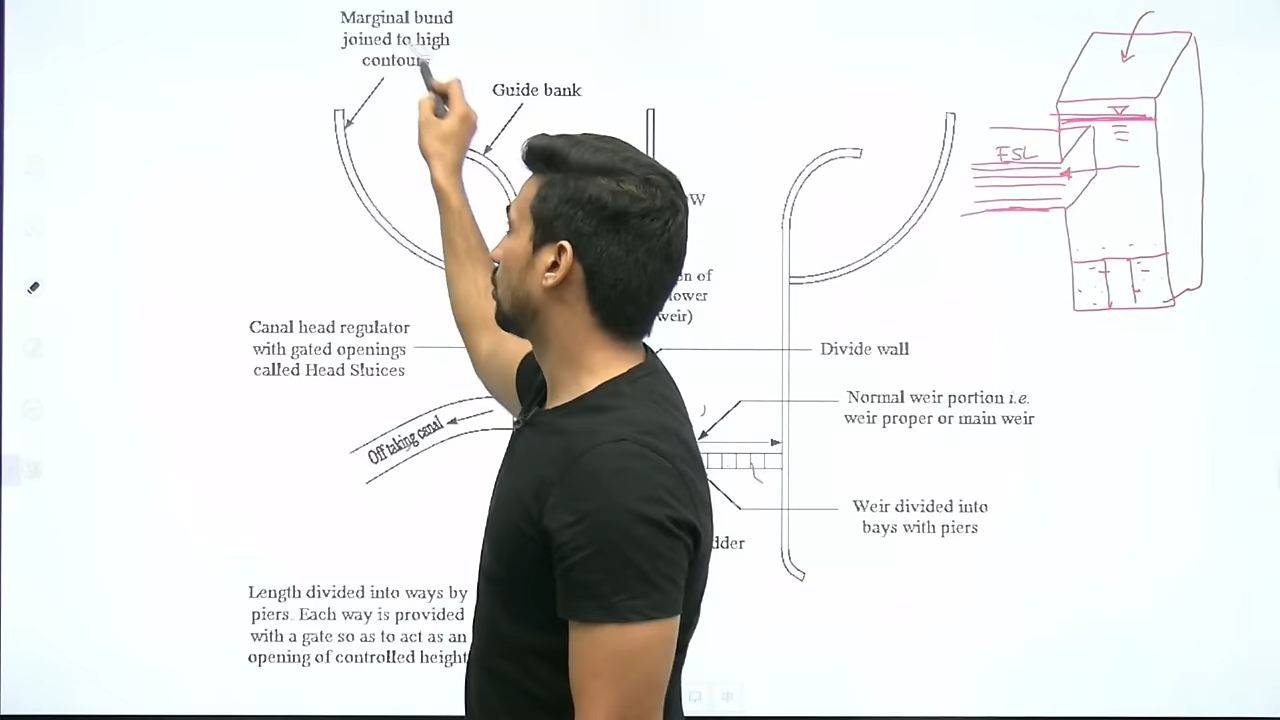 Marginal bund
joined to high
contours
Guide bank
FSL
Canal head regulator
with gated openings
called Head Sluices
Divide wall
Normal weir portion i.e.
weir proper or main weir
Off taking canal
Weir divided into
bays with piers
Length divided into ways by
piers. Each way is provided
with a gate so as to act as an
opening of controlled height
weir)